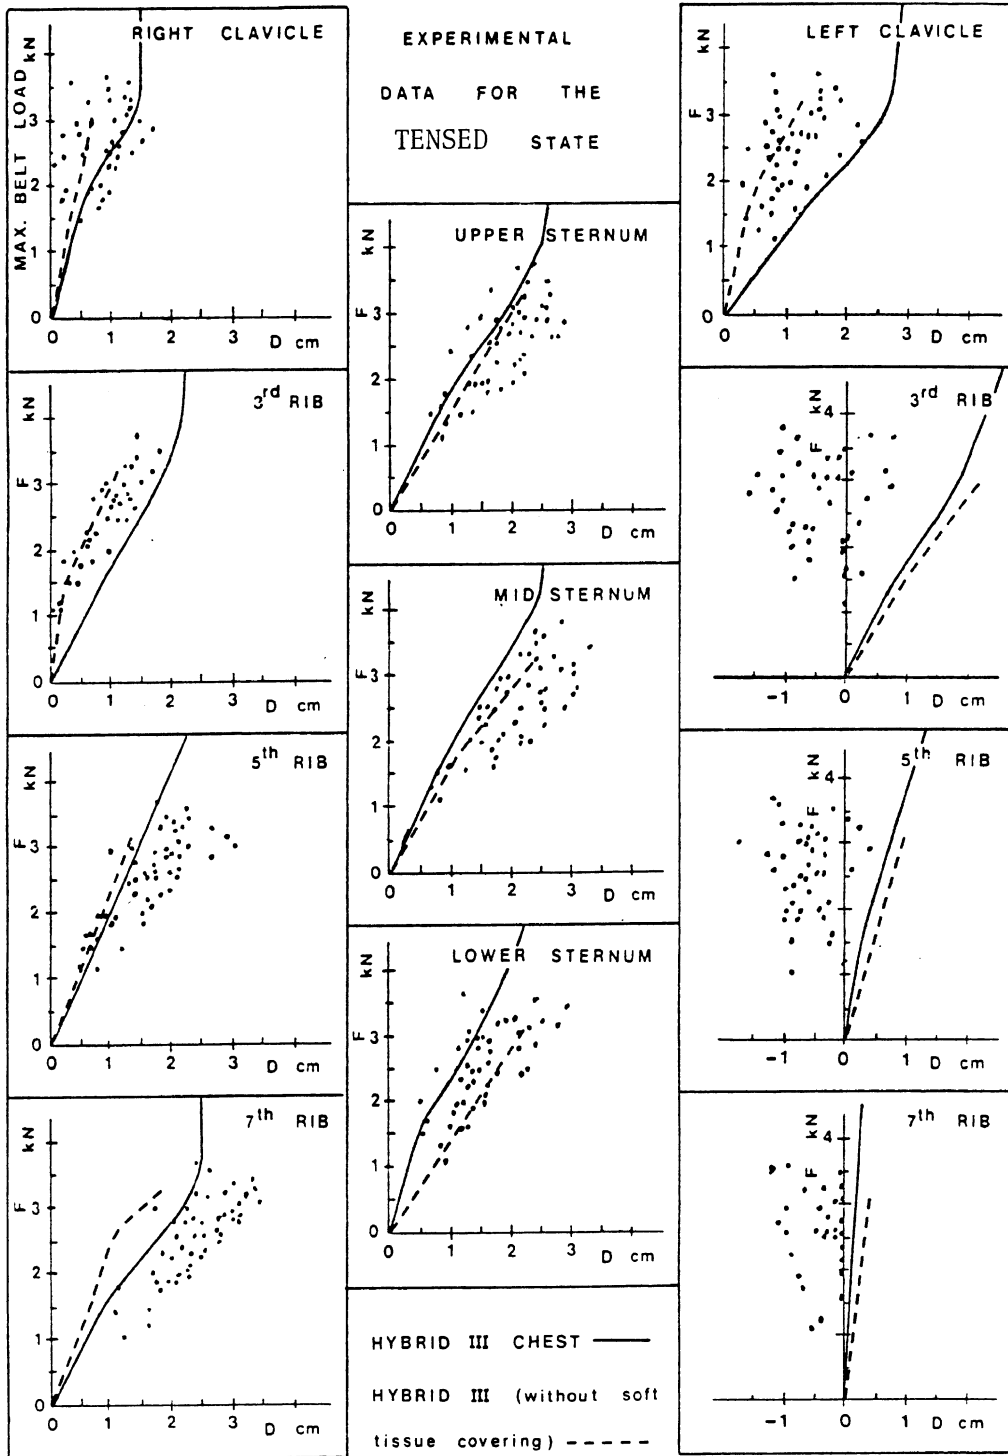 RIGHT CLAVICLE
MAX. BELT LOAD kN
3
2
1
0
0 1 2 3 D cm
EXPERIMENTAL
DATA FOR THE
TENSED STATE
LEFT CLAVICLE
F kN
3
2
1
0
0 1 2 3 D cm
UPPER STERNUM
F kN
3
2
1
0
0 1 2 3 D cm
3rd RIB
F kN
3
2
1
0
0 1 2 3 D cm
3rd RIB
F kN
4
-1 0 1 D cm
MID STERNUM
F kN
3
2
1
0
0 1 2 3 D cm
5th RIB
F kN
3
2
1
0
0 1 2 3 D cm
5th RIB
F kN
4
-1 0 1 D cm
LOWER STERNUM
F kN
3
2
1
0
0 1 2 3 D cm
7th RIB
F kN
3
2
1
0
0 1 2 3 D cm
7th RIB
F kN
4
-1 0 1 D cm
HYBRID III CHEST
HYBRID III (without soft
tissue covering)